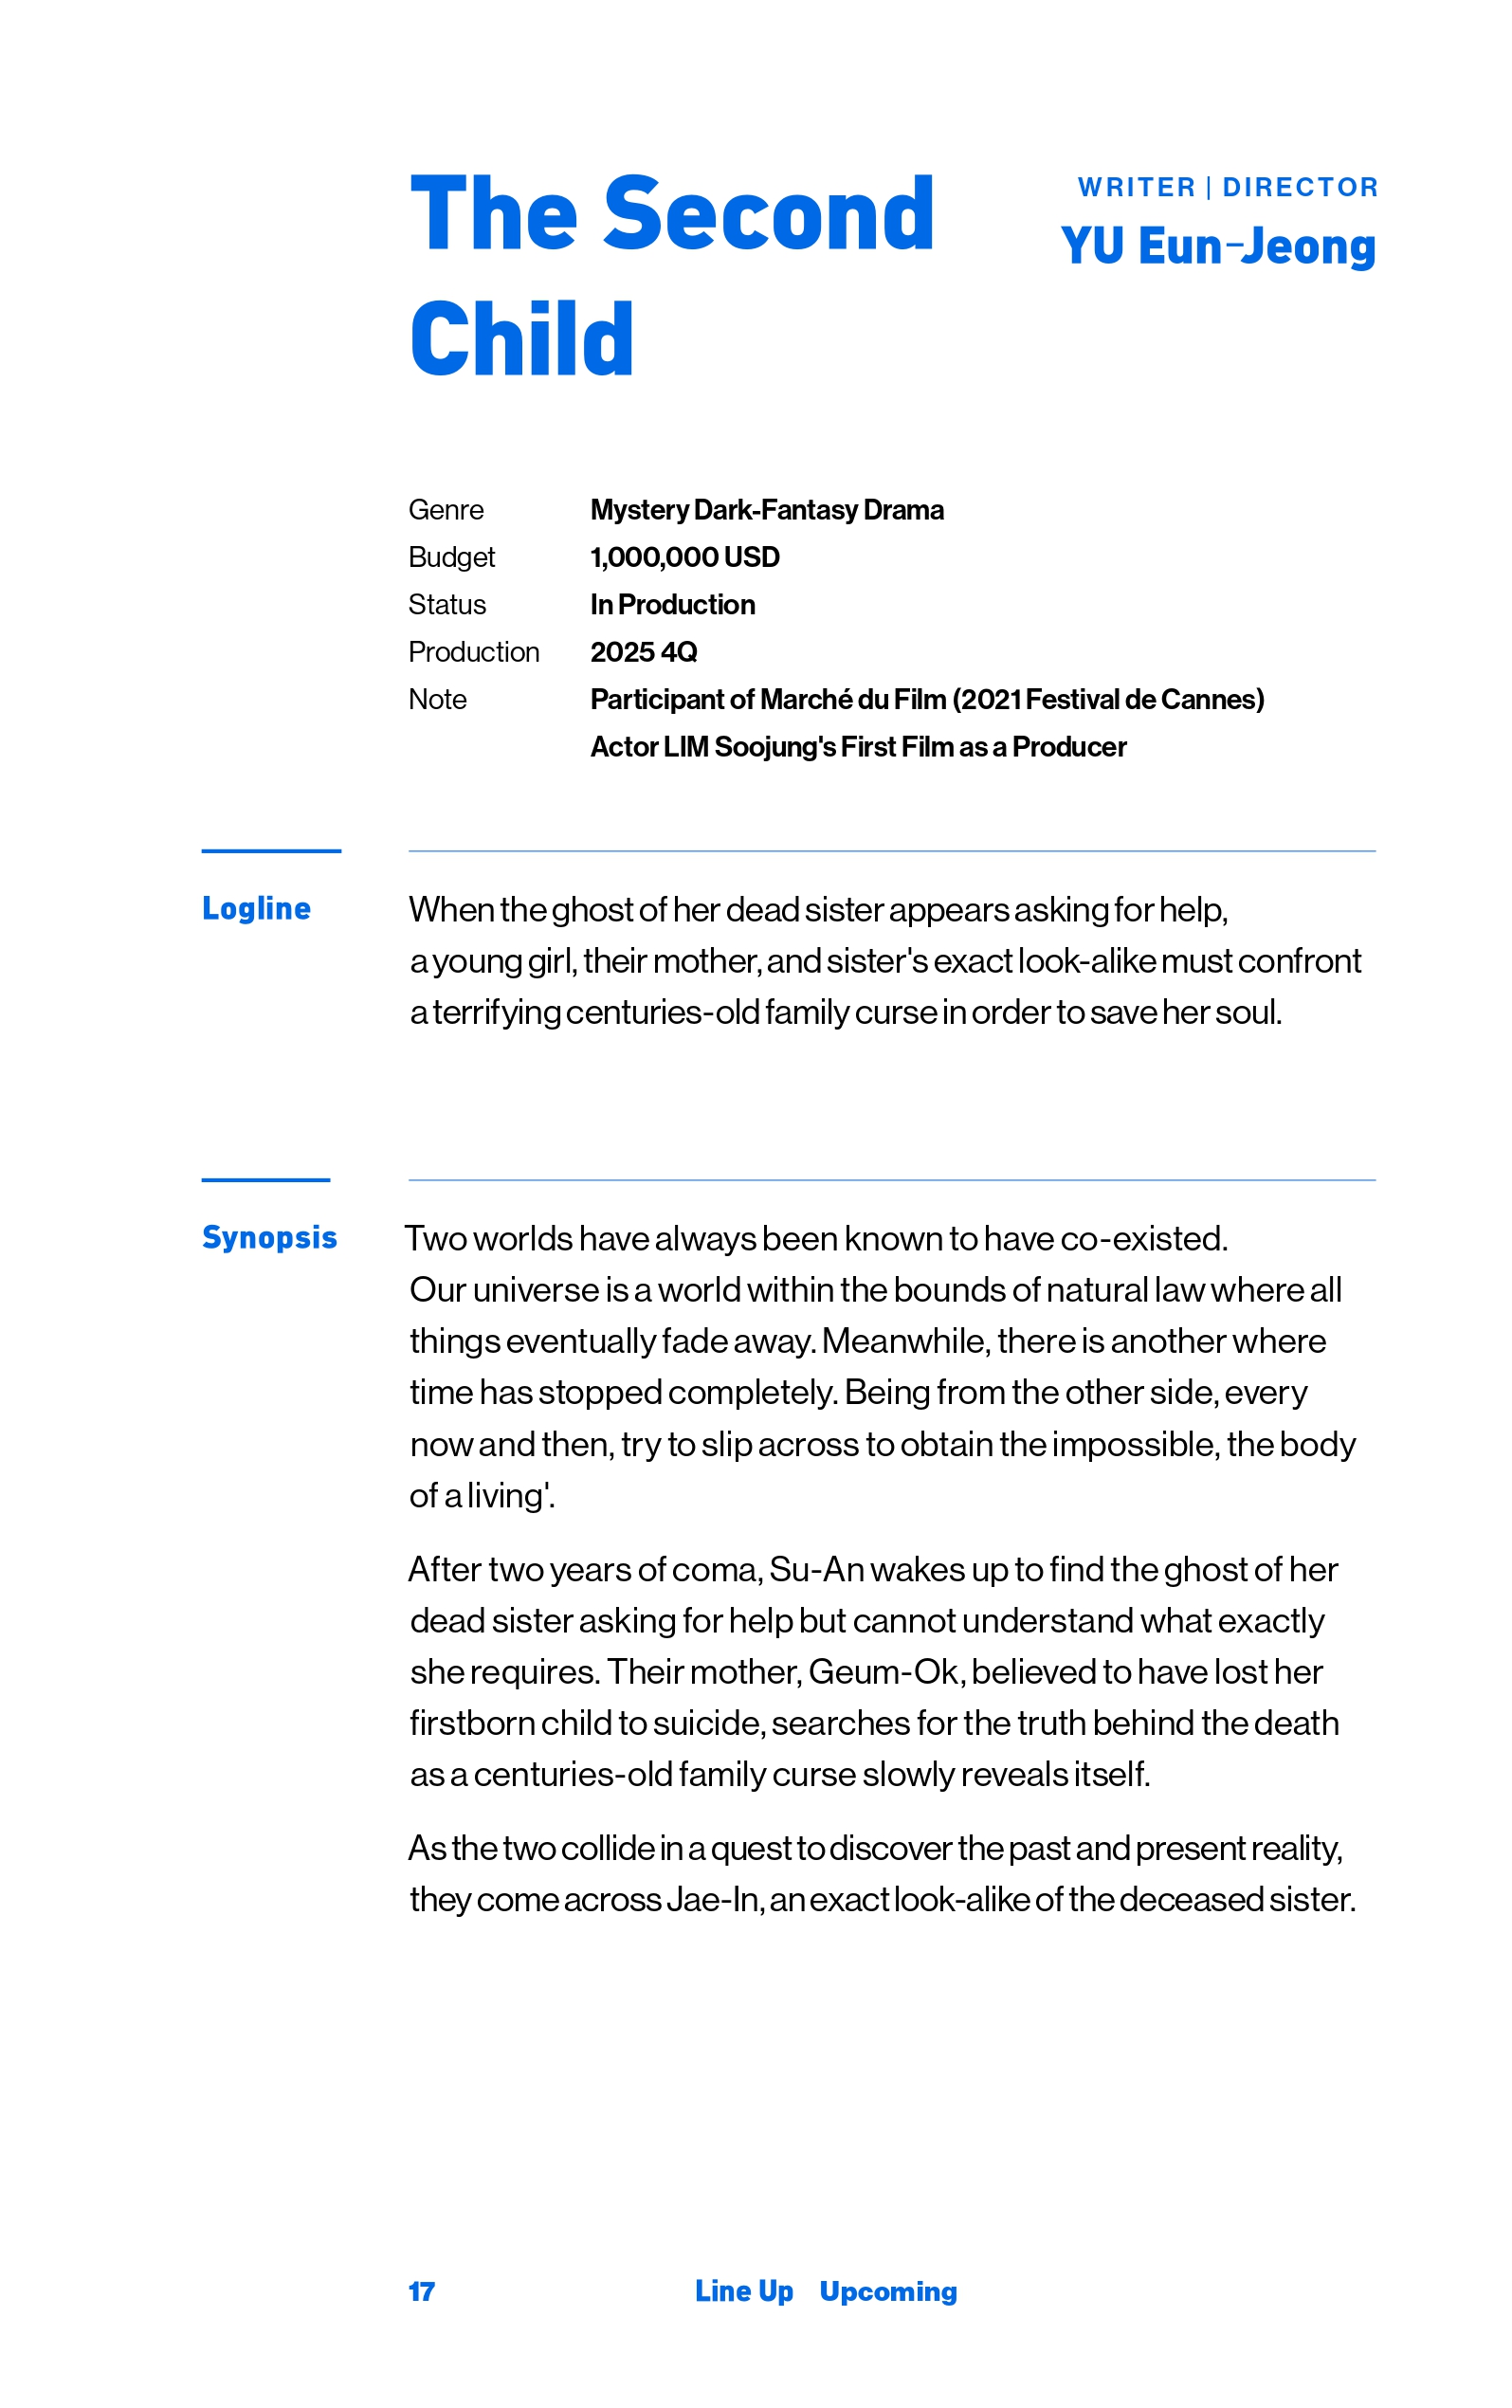 The Second
Child
WRITER | DIRECTOR
YU Eun-Jeong
Genre Mystery Dark-Fantasy Drama
Budget 1,000,000 USD
Status In Production
Production 2025 4Q
Note Participant of Marché du Film (2021 Festival de Cannes)
Actor LIM Soojung's First Film as a Producer
Logline
When the ghost of her dead sister appears asking for help,
a young girl, their mother, and sister's exact look-alike must confront
a terrifying centuries-old family curse in order to save her soul.
Synopsis
Two worlds have always been known to have co-existed.
Our universe is a world within the bounds of natural law where all
things eventually fade away. Meanwhile, there is another where
time has stopped completely. Being from the other side, every
now and then, try to slip across to obtain the impossible, the body
of a living'.
After two years of coma, Su-An wakes up to find the ghost of her
dead sister asking for help but cannot understand what exactly
she requires. Their mother, Geum-Ok, believed to have lost her
firstborn child to suicide, searches for the truth behind the death
as a centuries-old family curse slowly reveals itself.
As the two collide in a quest to discover the past and present reality,
they come across Jae-In, an exact look-alike of the deceased sister.
17 Line Up Upcoming